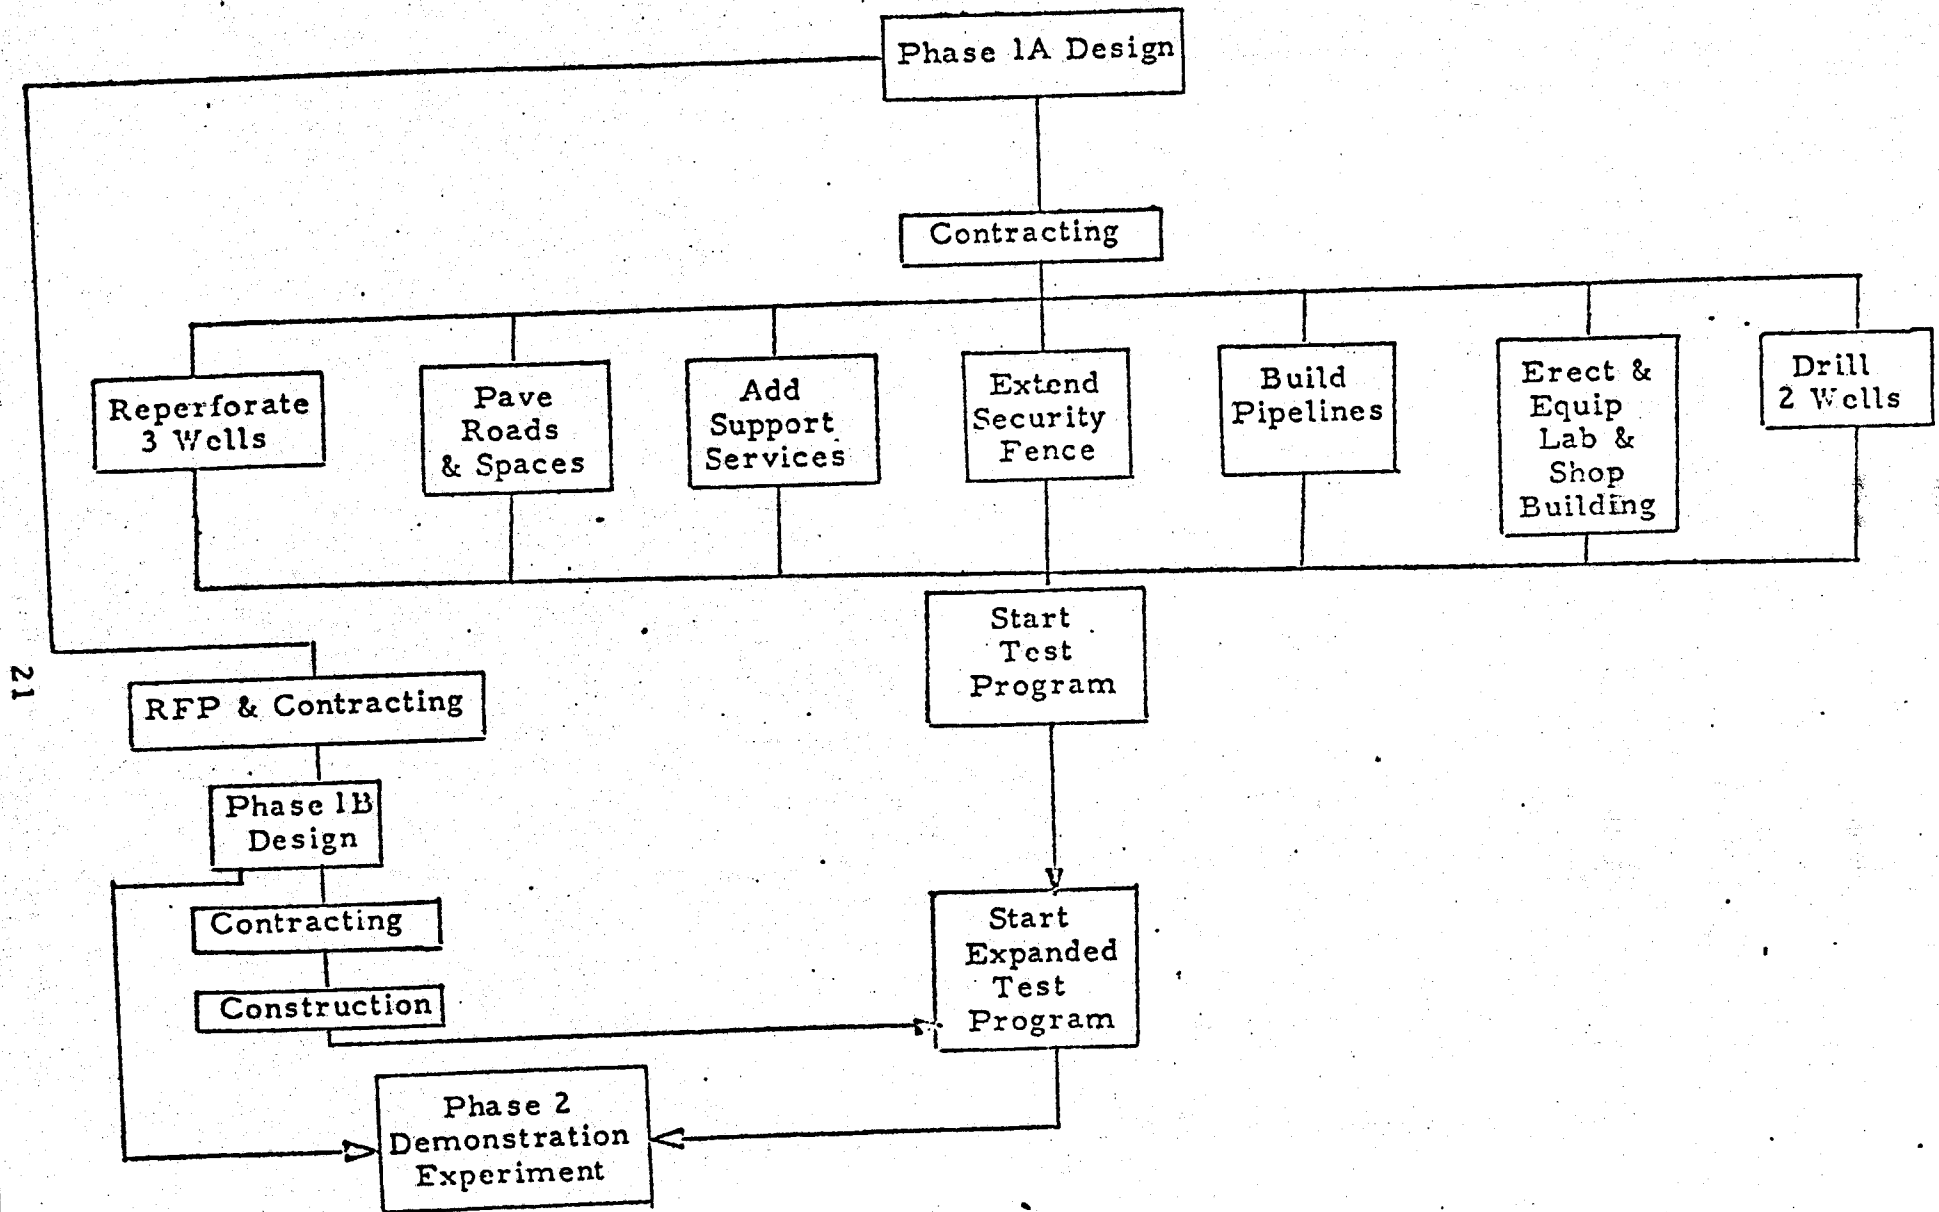 Phase 1A Design
Contracting
Reperforate
3 Wells
Pave
Roads
& Spaces
Add
Support
Services
Extend
Security
Fence
Build
Pipelines
Erect &
Equip
Lab &
Shop
Building
Drill
2 Wells
Start
Test
Program
21
RFP & Contracting
Phase 1B
Design
Contracting
Construction
Start
Expanded
Test
Program
Phase 2
Demonstration
Experiment